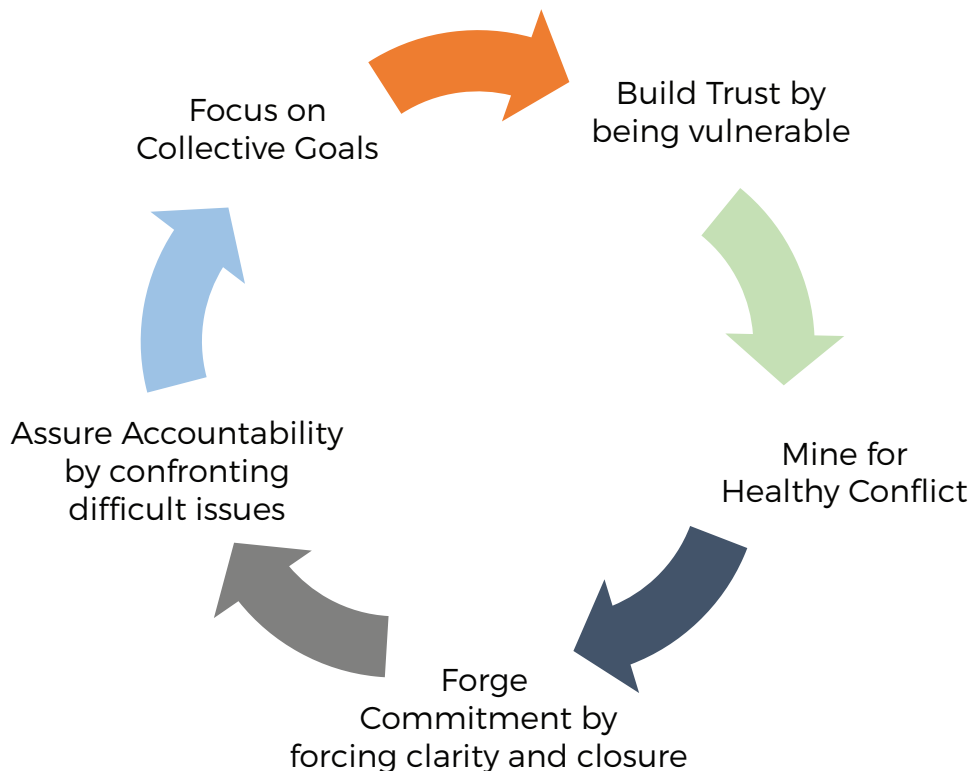 Focus on
Collective Goals
Build Trust by
being vulnerable
Mine for
Healthy Conflict
Forge
Commitment by
forcing clarity and closure
Assure Accountability
by confronting
difficult issues